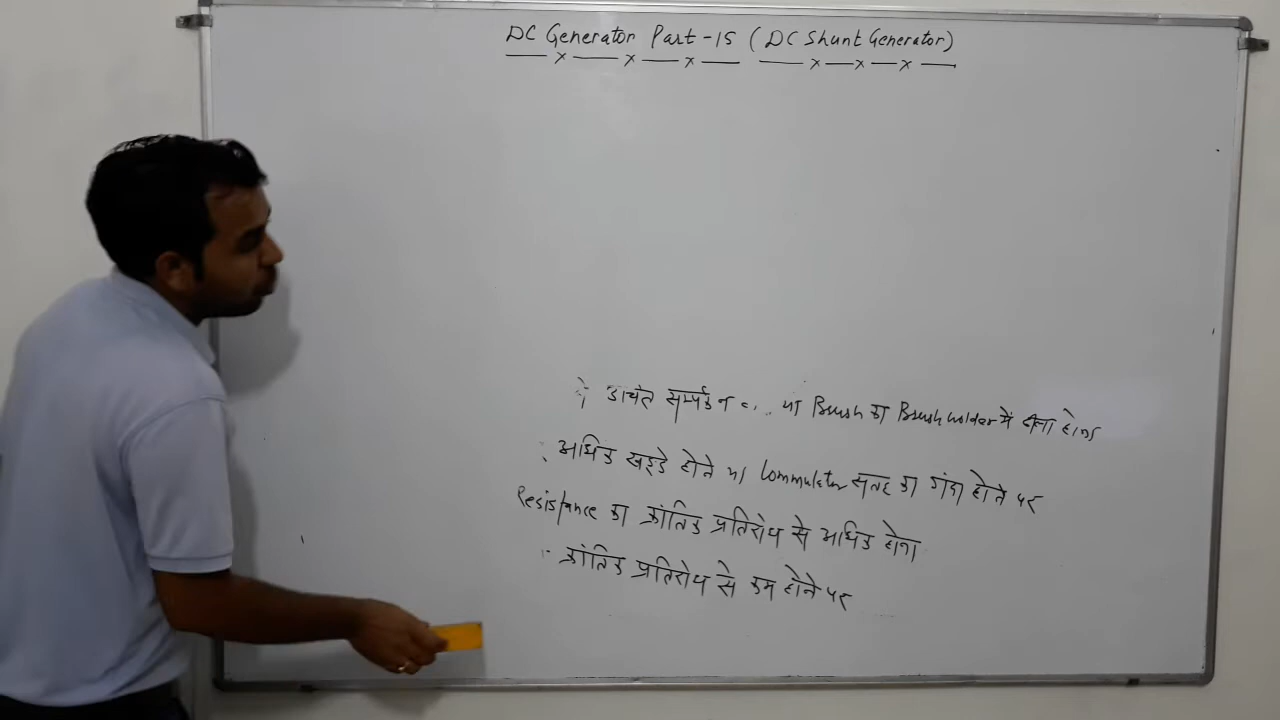 DC Generator Part-15 (DC Shunt Generator)
सम्पर्क न या Brush का Brush holder में होना
अधिक खड्डे होने या Commutator सतह का गंदा होने पर
Resistance का क्रांतिक प्रतिरोध से अधिक होना
क्रांतिक प्रतिरोध से कम होने पर